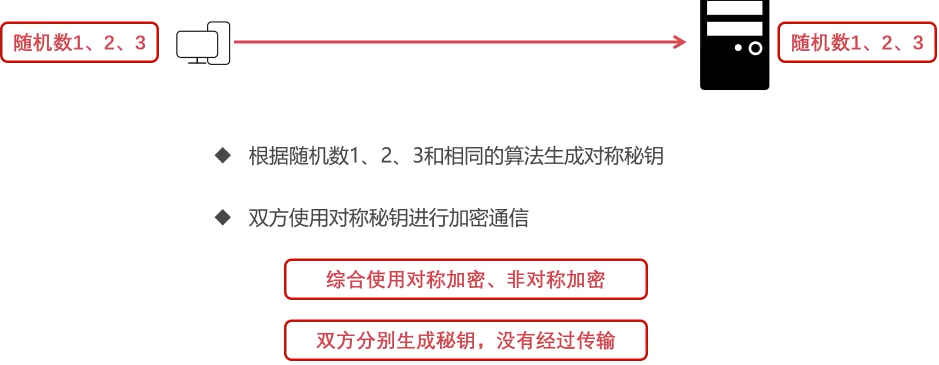 随机数1、2、3
随机数1、2、3
根据随机数1、2、3和相同的算法生成对称秘钥
双方使用对称秘钥进行加密通信
综合使用对称加密、非对称加密
双方分别生成秘钥，没有经过传输